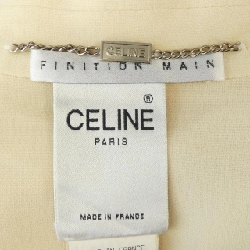 CELINE
FINITION MAIN
®
CELINE
PARIS
MADE IN FRANCE